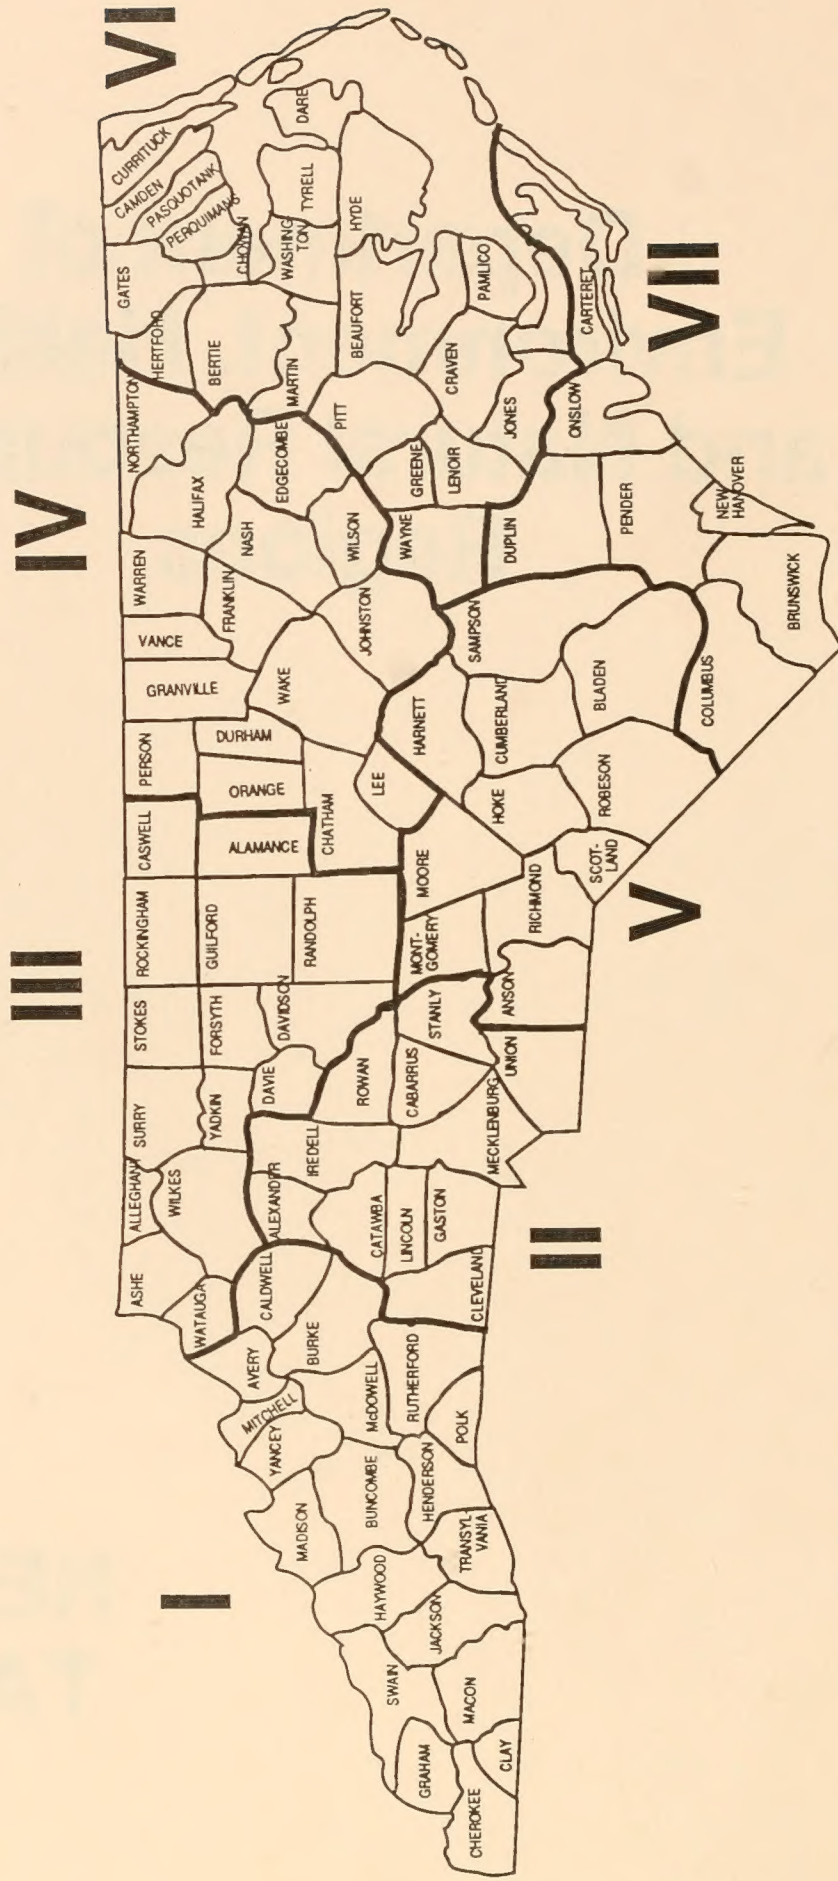 I
II
III
IV
V
VI
VII
CHEROKEE
GRAHAM
CLAY
SWAIN
MACON
JACKSON
HAYWOOD
TRANSYL-
VANIA
MADISON
BUNCOMBE
HENDERSON
YANCEY
MITCHELL
AVERY
McDOWELL
POLK
RUTHERFORD
BURKE
CALDWELL
WATAUGA
ASHE
ALLEGHANY
WILKES
ALEXANDER
CATAWBA
LINCOLN
GASTON
CLEVELAND
IREDELL
MECKLENBURG
SURRY
YADKIN
DAVIE
ROWAN
CABARRUS
STANLY
UNION
ANSON
STOKES
FORSYTH
DAVIDSON
ROCKINGHAM
GUILFORD
RANDOLPH
MONT-
GOMERY
RICHMOND
MOORE
SCOT-
LAND
CASWELL
ALAMANCE
CHATHAM
ORANGE
DURHAM
PERSON
LEE
HOKE
ROBESON
HARNETT
CUMBERLAND
BLADEN
SAMPSON
COLUMBUS
BRUNSWICK
NEW
HANOVER
PENDER
DUPLIN
ONSLOW
GRANVILLE
VANCE
WARREN
FRANKLIN
WAKE
JOHNSTON
NASH
WILSON
HALIFAX
NORTHAMPTON
EDGECOMBE
WAYNE
GREENE
LENOIR
JONES
CRAVEN
PAMLICO
CARTERET
PITT
BEAUFORT
MARTIN
BERTIE
HERTFORD
GATES
CHOWAN
WASHING
TON
TYRELL
DARE
HYDE
PERQUIMANS
PASQUOTANK
CAMDEN
CURRITUCK